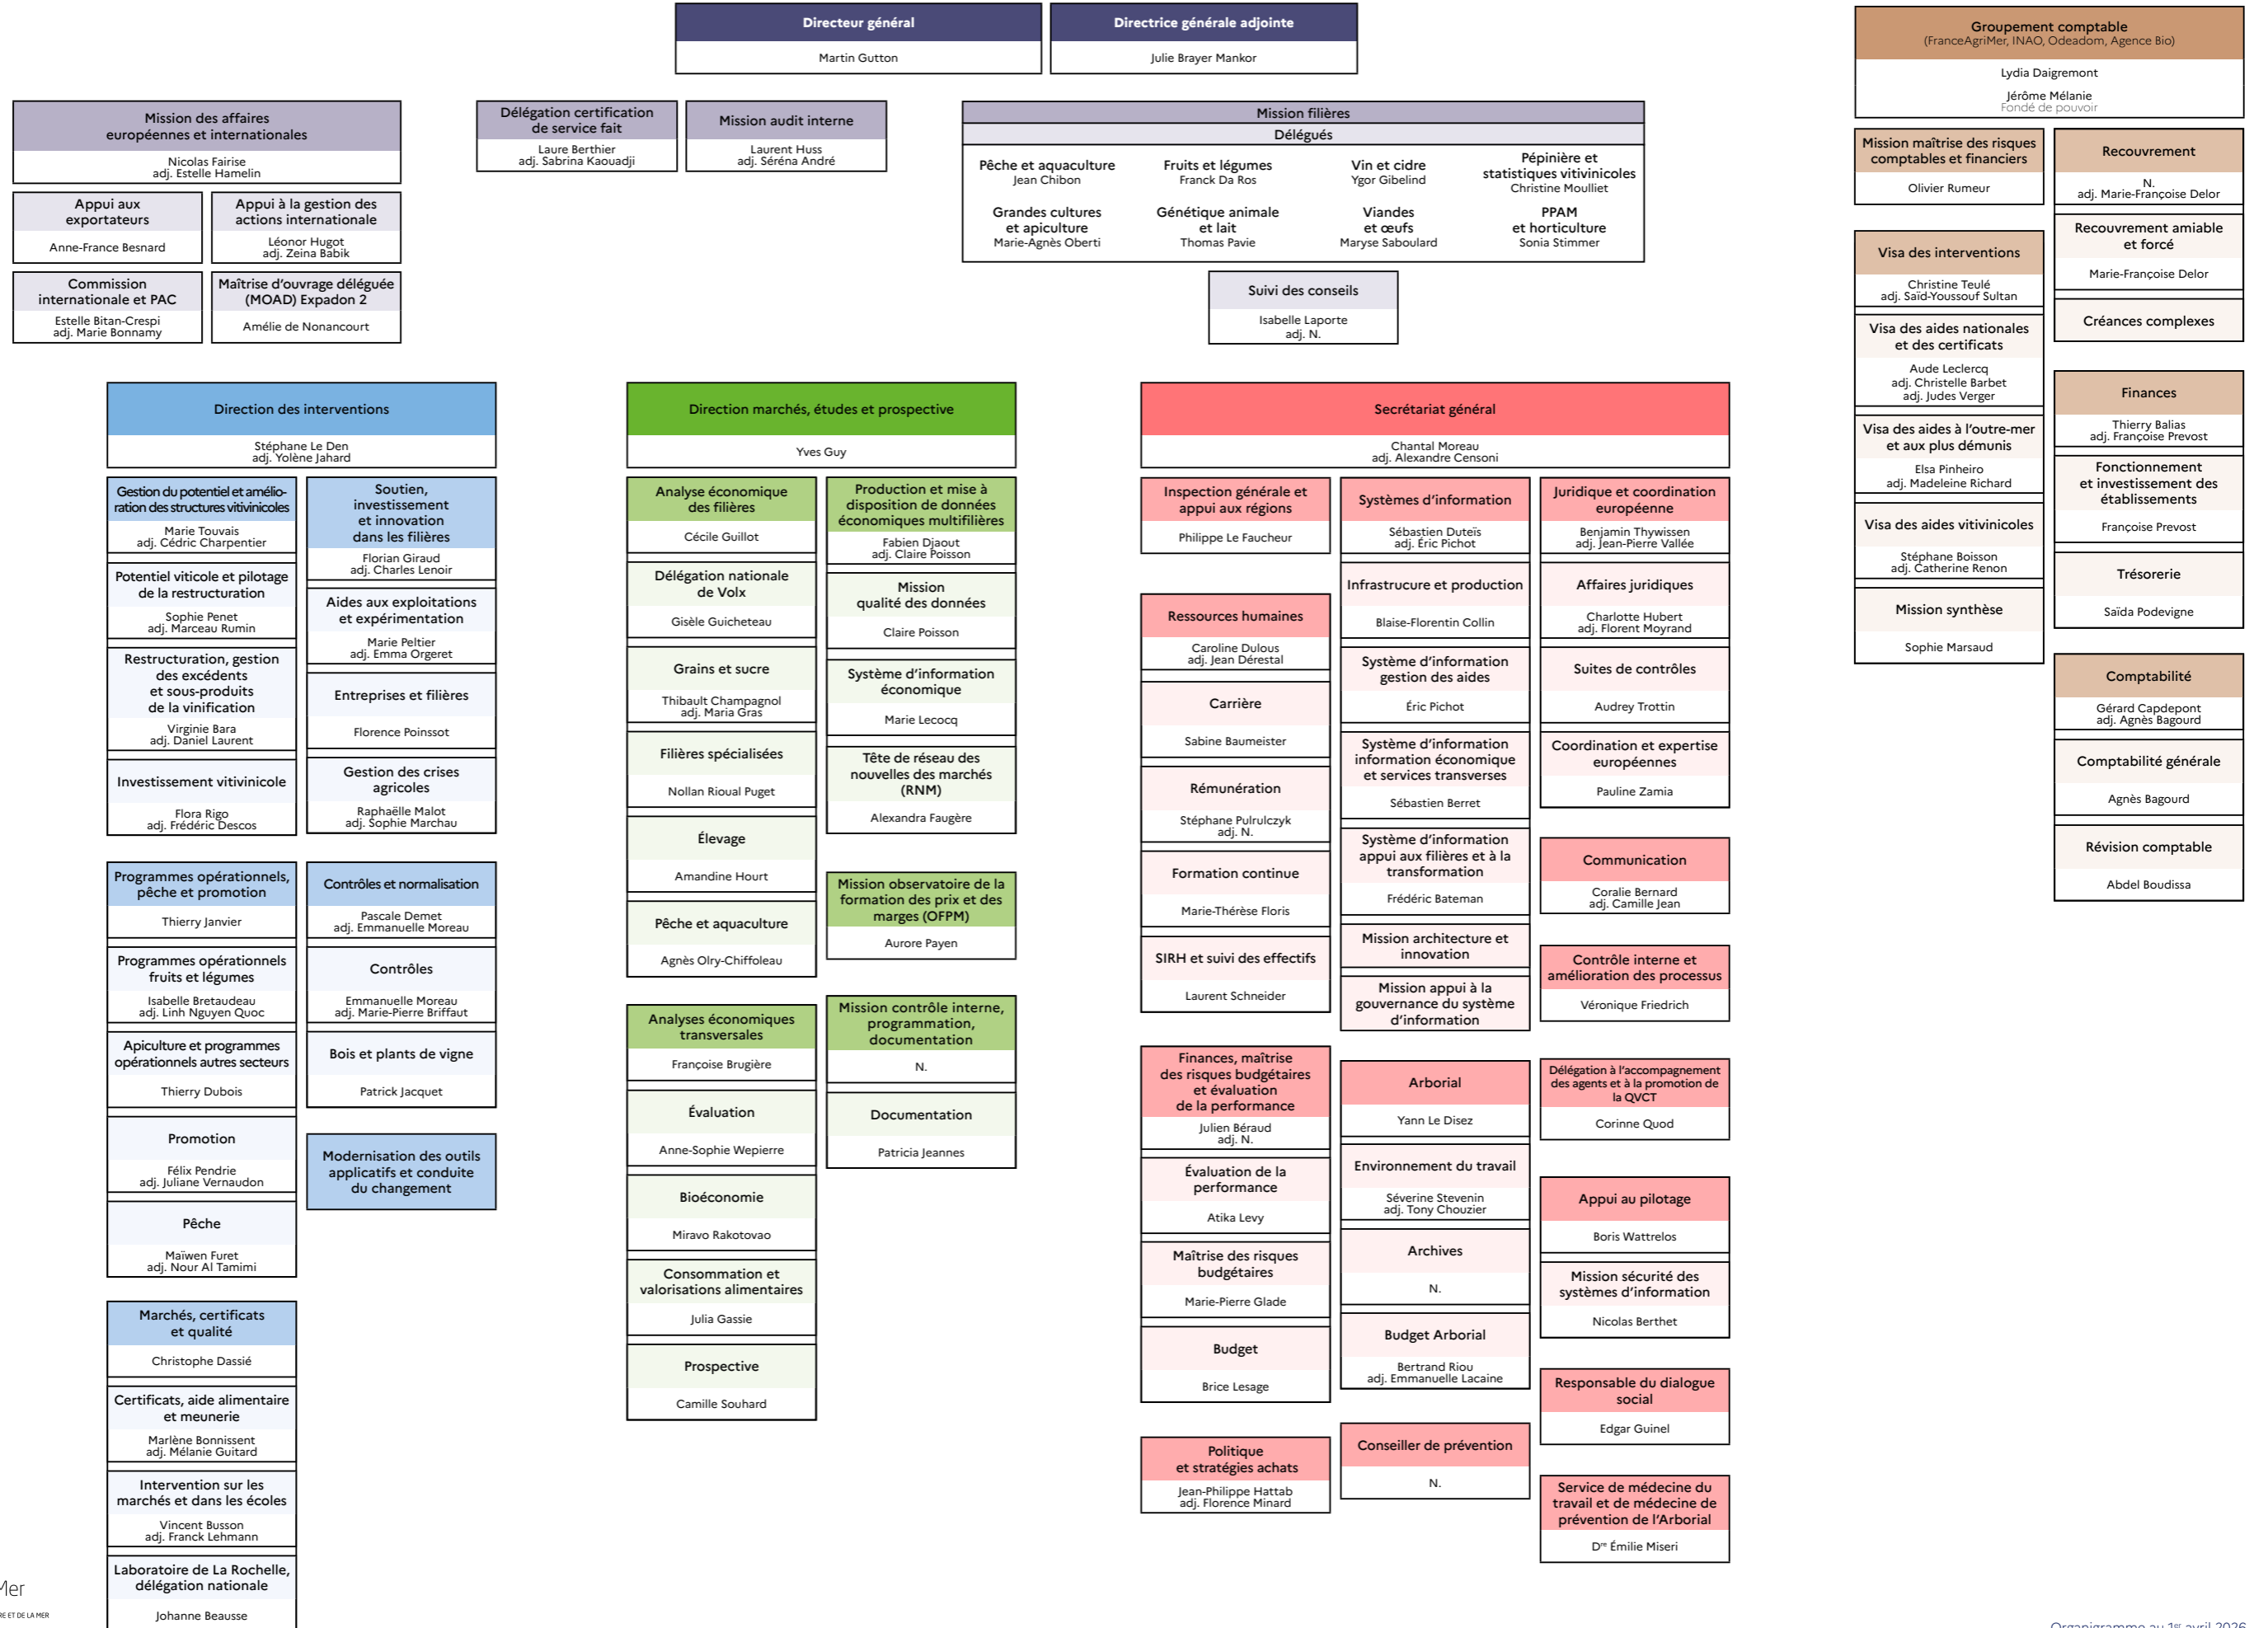 Directeur général
Martin Gutton
Directrice générale adjointe
Julie Brayer Mankor
Groupement comptable
(FranceAgriMer, INAO, Odeadom, Agence Bio)
Lydia Daigremont
Jérôme Mélanie
Fondé de pouvoir
Mission des affaires
européennes et internationales
Nicolas Fairise
adj. Estelle Hamelin
Appui aux
exportateurs
Anne-France Besnard
Appui à la gestion des
actions internationale
Léonor Hugot
adj. Zeina Babik
Commission
internationale et PAC
Estelle Bitan-Crespi
adj. Marie Bonnamy
Maîtrise d’ouvrage déléguée
(MOAD) Expadon 2
Amélie de Nonancourt
Délégation certification
de service fait
Laure Berthier
adj. Sabrina Kaouadji
Mission audit interne
Laurent Huss
adj. Séréna André
Mission filières
Délégués
Pêche et aquaculture
Jean Chibon
Fruits et légumes
Franck Da Ros
Vin et cidre
Ygor Gibelind
Pépinière et
statistiques vitivinicoles
Christine Moulliet
Grandes cultures
et apiculture
Marie-Agnès Oberti
Génétique animale
et lait
Thomas Pavie
Viandes
et œufs
Maryse Saboulard
PPAM
et horticulture
Sonia Stimmer
Suivi des conseils
Isabelle Laporte
adj. N.
Direction des interventions
Stéphane Le Den
adj. Yolène Jahard
Gestion du potentiel et amélio-
ration des structures vitivinicoles
Marie Touvais
adj. Cédric Charpentier
Potentiel viticole et pilotage
de la restructuration
Sophie Penet
adj. Marceau Rumin
Restructuration, gestion
des excédents
et sous-produits
de la vinification
Virginie Bara
adj. Daniel Laurent
Investissement vitivinicole
Flora Rigo
adj. Frédéric Descos
Soutien,
investissement
et innovation
dans les filières
Florian Giraud
adj. Charles Lenoir
Aides aux exploitations
et expérimentation
Marie Peltier
adj. Emma Orgeret
Entreprises et filières
Florence Poinssot
Gestion des crises
agricoles
Raphaëlle Malot
adj. Sophie Marchau
Programmes opérationnels,
pêche et promotion
Thierry Janvier
Programmes opérationnels
fruits et légumes
Isabelle Bretaudeau
adj. Linh Nguyen Quoc
Apiculture et programmes
opérationnels autres secteurs
Thierry Dubois
Promotion
Félix Pendrie
adj. Juliane Vernaudon
Pêche
Maïwen Furet
adj. Nour Al Tamimi
Contrôles et normalisation
Pascale Demet
adj. Emmanuelle Moreau
Contrôles
Emmanuelle Moreau
adj. Marie-Pierre Briffaut
Bois et plants de vigne
Patrick Jacquet
Modernisation des outils
applicatifs et conduite
du changement
Marchés, certificats
et qualité
Christophe Dassié
Certificats, aide alimentaire
et meunerie
Marlène Bonnissent
adj. Mélanie Guitard
Intervention sur les
marchés et dans les écoles
Vincent Busson
adj. Franck Lehmann
Laboratoire de La Rochelle,
délégation nationale
Johanne Beausse
Direction marchés, études et prospective
Yves Guy
Analyse économique
des filières
Cécile Guillot
Délégation nationale
de Volx
Gisèle Guicheteau
Grains et sucre
Thibault Champagnol
adj. Maria Gras
Filières spécialisées
Nollan Rioual Puget
Élevage
Amandine Hourt
Pêche et aquaculture
Agnès Olry-Chiffoleau
Production et mise à
disposition de données
économiques multifilières
Fabien Djaout
adj. Claire Poisson
Mission
qualité des données
Claire Poisson
Système d’information
économique
Marie Lecocq
Tête de réseau des
nouvelles des marchés
(RNM)
Alexandra Faugère
Mission observatoire de la
formation des prix et des
marges (OFPM)
Aurore Payen
Analyses économiques
transversales
Françoise Brugière
Évaluation
Anne-Sophie Wepierre
Bioéconomie
Miravo Rakotovao
Consommation et
valorisations alimentaires
Julia Gassie
Prospective
Camille Souhard
Mission contrôle interne,
programmation,
documentation
N.
Documentation
Patricia Jeannes
Secrétariat général
Chantal Moreau
adj. Alexandre Censoni
Inspection générale et
appui aux régions
Philippe Le Faucheur
Ressources humaines
Caroline Dulous
adj. Jean Dérestal
Carrière
Sabine Baumeister
Rémunération
Stéphane Pulrulczyk
adj. N.
Formation continue
Marie-Thérèse Floris
SIRH et suivi des effectifs
Laurent Schneider
Finances, maîtrise
des risques budgétaires
et évaluation
de la performance
Julien Béraud
adj. N.
Évaluation de la
performance
Atika Levy
Maîtrise des risques
budgétaires
Marie-Pierre Glade
Budget
Brice Lesage
Politique
et stratégies achats
Jean-Philippe Hattab
adj. Florence Minard
Systèmes d’information
Sébastien Duteïs
adj. Éric Pichot
Infrastrucure et production
Blaise-Florentin Collin
Système d’information
gestion des aides
Éric Pichot
Système d’information
information économique
et services transverses
Sébastien Berret
Système d’information
appui aux filières et à la
transformation
Frédéric Bateman
Mission architecture et
innovation
Mission appui à la
gouvernance du système
d’information
Arborial
Yann Le Disez
Environnement du travail
Séverine Stevenin
adj. Tony Chouzier
Archives
N.
Budget Arborial
Bertrand Riou
adj. Emmanuelle Lacaine
Conseiller de prévention
N.
Juridique et coordination
européenne
Benjamin Thywissen
adj. Jean-Pierre Vallée
Affaires juridiques
Charlotte Hubert
adj. Florent Moyrand
Suites de contrôles
Audrey Trottin
Coordination et expertise
européennes
Pauline Zamia
Communication
Coralie Bernard
adj. Camille Jean
Contrôle interne et
amélioration des processus
Véronique Friedrich
Délégation à l’accompagnement
des agents et à la promotion de
la QVCT
Corinne Quod
Appui au pilotage
Boris Wattrelos
Mission sécurité des
systèmes d’information
Nicolas Berthet
Responsable du dialogue
social
Edgar Guinel
Service de médecine du
travail et de médecine de
prévention de l’Arborial
Dʳᵉ Émilie Miseri
Mission maîtrise des risques
comptables et financiers
Olivier Rumeur
Visa des interventions
Christine Teulé
adj. Saïd-Youssouf Sultan
Visa des aides nationales
et des certificats
Aude Leclercq
adj. Christelle Barbet
adj. Judes Verger
Visa des aides à l’outre-mer
et aux plus démunis
Elsa Pinheiro
adj. Madeleine Richard
Visa des aides vitivinicoles
Stéphane Boisson
adj. Catherine Renon
Mission synthèse
Sophie Marsaud
Recouvrement
N.
adj. Marie-Françoise Delor
Recouvrement amiable
et forcé
Marie-Françoise Delor
Créances complexes
Finances
Thierry Balias
adj. Françoise Prevost
Fonctionnement
et investissement des
établissements
Françoise Prevost
Trésorerie
Saïda Podevigne
Comptabilité
Gérard Capdepont
adj. Agnès Bagourd
Comptabilité générale
Agnès Bagourd
Révision comptable
Abdel Boudissa
Mer
RE ET DE LA MER
Organigramme au 1ᵉʳ avril 2026